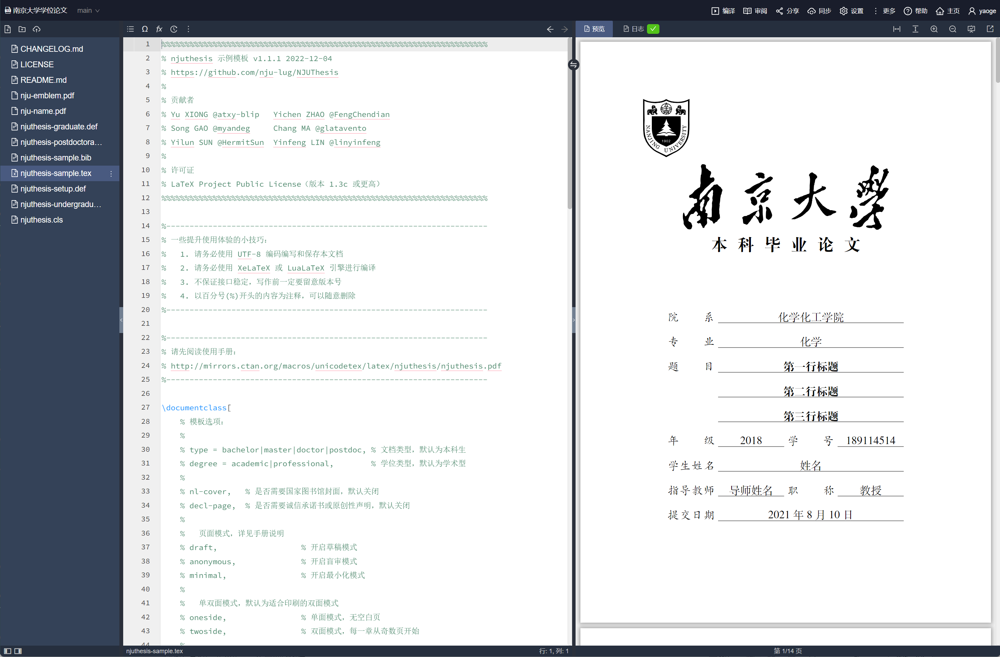 南京大学学位论文 main 编译 审阅 分享 同步 设置 更多 帮助 主页 yaoge
预览 日志
CHANGELOG.md
LICENSE
README.md
nju-emblem.pdf
nju-name.pdf
njuthesis-graduate.def
njuthesis-postdoctora...
njuthesis-sample.bib
njuthesis-sample.tex
njuthesis-setup.def
njuthesis-undergradu...
njuthesis.cls
1 %%%%%%%%%%%%%%%%%%%%%%%%%%%%%%%%%%%%%%%%%%%%%%%%%%%%%%%%%%%%%%%%%%%%%%
2 % njuthesis 示例模板 v1.1.1 2022-12-04
3 % https://github.com/nju-lug/NJUThesis
4 %
5 % 贡献者
6 % Yu XIONG @atxy-blip   Yichen ZHAO @FengChendian
7 % Song GAO @myandeg     Chang MA @glatavento
8 % Yilun SUN @HermitSun  Yinfeng LIN @linyinfeng
9 %
10 % 许可证
11 % LaTeX Project Public License（版本 1.3c 或更高）
12 %%%%%%%%%%%%%%%%%%%%%%%%%%%%%%%%%%%%%%%%%%%%%%%%%%%%%%%%%%%%%%%%%%%%%%
13
14 %---------------------------------------------------------------------
15 % 一些提升使用体验的小技巧：
16 %   1. 请务必使用 UTF-8 编码编写和保存本文档
17 %   2. 请务必使用 XeLaTeX 或 LuaLaTeX 引擎进行编译
18 %   3. 不保证接口稳定，写作前一定要留意版本号
19 %   4. 以百分号(%)开头的内容为注释，可以随意删除
20 %---------------------------------------------------------------------
21
22 %---------------------------------------------------------------------
23 % 请先阅读使用手册：
24 % http://mirrors.ctan.org/macros/unicodetex/latex/njuthesis/njuthesis.pdf
25 %---------------------------------------------------------------------
26
27 \documentclass[
28     % 模板选项：
29     %
30     % type = bachelor|master|doctor|postdoc, % 文档类型，默认为本科生
31     % degree = academic|professional,        % 学位类型，默认为学术型
32     %
33     % nl-cover,   % 是否需要国家图书馆封面，默认关闭
34     % decl-page,  % 是否需要诚信承诺书或原创性声明，默认关闭
35     %
36     %   页面模式，详见手册说明
37     % draft,                  % 开启草稿模式
38     % anonymous,              % 开启盲审模式
39     % minimal,                % 开启最小化模式
40     %
41     %   单双面模式，默认为适合印刷的双面模式
42     % oneside,                % 单面模式，无空白页
43     % twoside,                % 双面模式，每一章从奇数页开始
44     %
njuthesis-sample.tex 行: 1, 列: 1
1902
NANJING UNIVERSITY
南京大學
本科毕业论文
院系 化学化工学院
专业 化学
题目 第一行标题
第二行标题
第三行标题
年级 2018 学号 189114514
学生姓名 姓名
指导教师 导师姓名 职称 教授
提交日期 2021 年 8 月 10 日
第 1/14 页